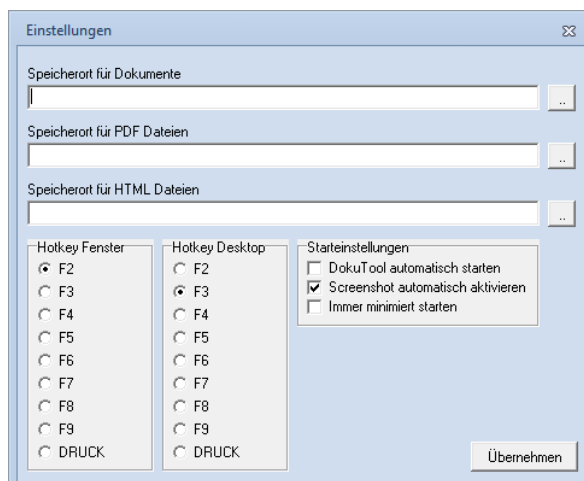 Einstellungen
Speicherort für Dokumente
..
Speicherort für PDF Dateien
..
Speicherort für HTML Dateien
..
Hotkey Fenster
F2
F3
F4
F5
F6
F7
F8
F9
DRUCK
Hotkey Desktop
F2
F3
F4
F5
F6
F7
F8
F9
DRUCK
Starteinstellungen
DokuTool automatisch starten
Screenshot automatisch aktivieren
Immer minimiert starten
Übernehmen